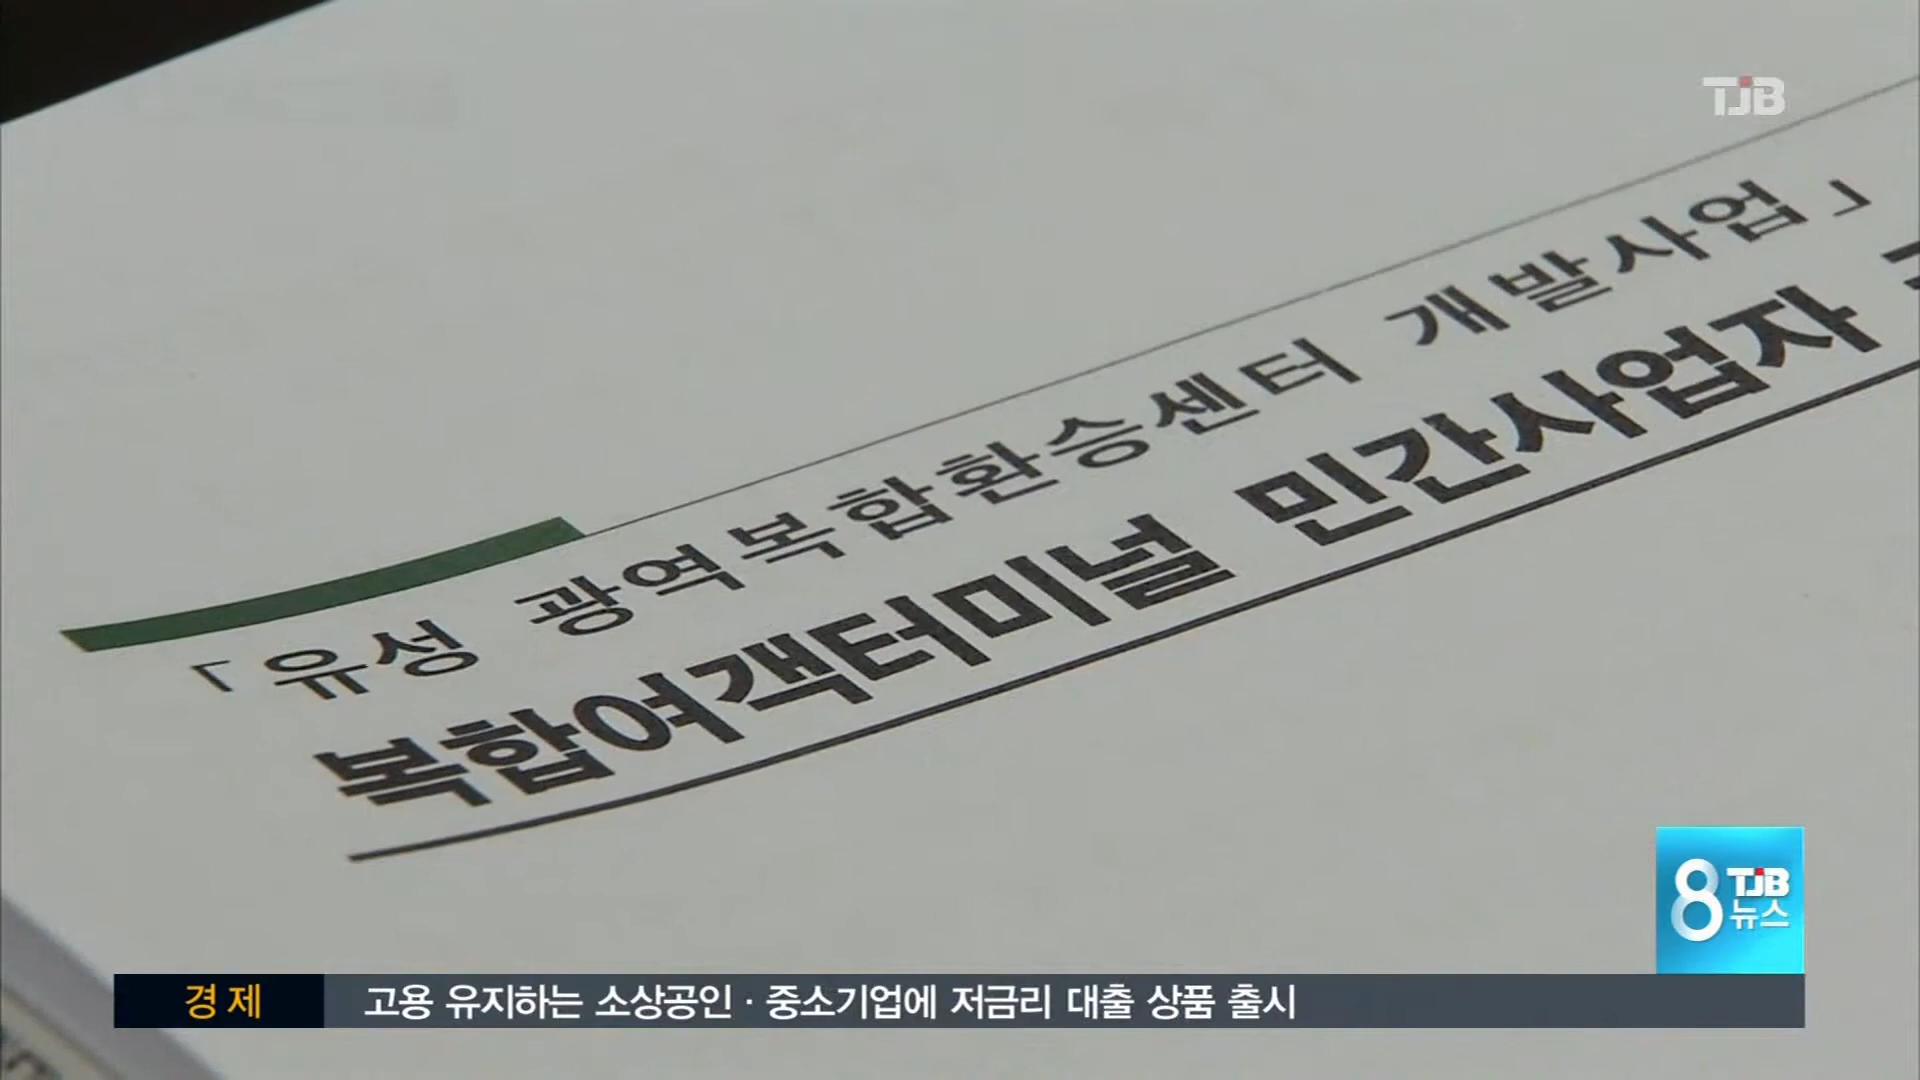 TJB
「유성 광역복합환승센터 개발사업」
복합여객터미널 민간사업자
8 TJB
뉴스
경제 고용 유지하는 소상공인 · 중소기업에 저금리 대출 상품 출시